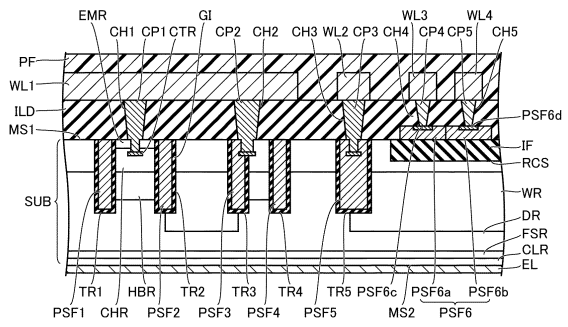 EMR CH1 CP1 CTR GI CP2 CH2 CH3 WL2 CP3 CH4 WL3 CP4 CP5 WL4 CH5
PF
WL1
ILD
MS1
SUB
PSF6d
IF
RCS
WR
DR
FSR
CLR
EL
TR1 HBR TR2 TR3 TR4 TR5 PSF6c PSF6a PSF6b
PSF1 CHR PSF2 PSF3 PSF4 PSF5 MS2 PSF6